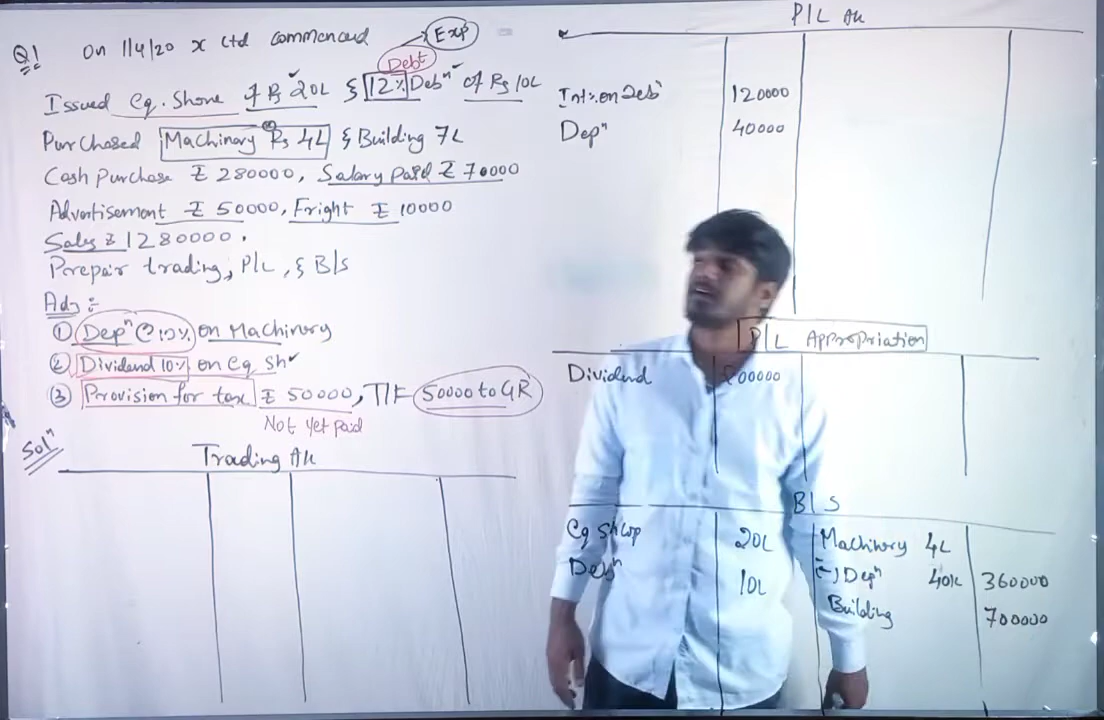 Q1 On 1/4/20 x Ltd commenced
Exp
Debt
Issued Eq. Share of Rs 20L & 12% Debⁿ of Rs 10L
Purchased Machinery Rs 4L & Building 7L
Cash Purchase ₹ 280000, Salary paid ₹ 70000
Advertisement ₹ 50000, Fright ₹ 10000
Sales ₹ 1280000.
Prepair trading, P/L, & B/s
Adj :-
① Depⁿ @ 10% on Machinery
② Dividend 10% on Eq Sh
③ Provision for tax ₹ 50000, T/F 50000 to GR
Not yet paid
Solⁿ
Trading A/c
P/L A/c
Int. on Deb 120000
Depⁿ 40000
P/L Appropriation
Dividend 200000
B/S
Eq Sh Cap 20L Machinery 4L
Debⁿ 10L (-) Depⁿ 40K 360000
Building 700000